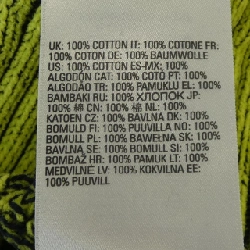 UK: 100% COTTON IT: 100% COTONE FR:
100% COTON DE: 100% BAUMWOLLE
US: 100% COTTON ES-MX: 100%
ALGODÓN CAT: 100% COTO PT: 100%
ALGODÃO TR: 100% PAMUKLU EL: 100%
BAMBAKI RU: 100% ХЛОПОК JP:
100% 綿 CN: 100% 棉 NL: 100%
KATOEN CZ: 100% BAVLNA DK: 100%
BOMULD FI: 100% PUUVILLA NO: 100%
BOMULL PL: 100% BAWEŁNA SK: 100%
BAVLNA SE: 100% BOMULL SI: 100%
BOMBAŽ HR: 100% PAMUK LT: 100%
MEDVILNĖ LV: 100% KOKVILNA EE:
100% PUUVILL